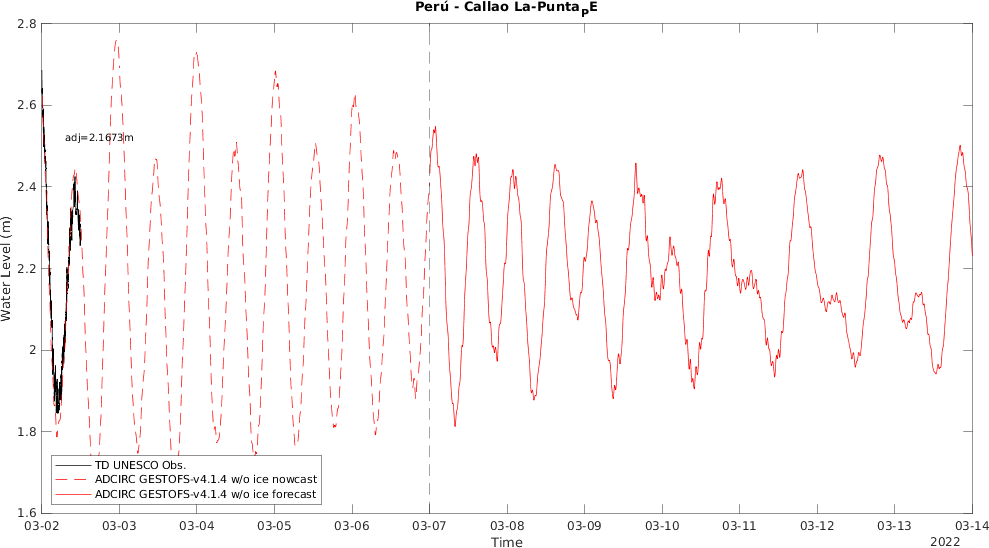 Perú - Callao La-PuntaPE
2.8
2.6
2.4
2.2
2
1.8
1.6
Water Level (m)
adj=2.1673m
TD UNESCO Obs.
ADCIRC GESTOFS-v4.1.4 w/o ice nowcast
ADCIRC GESTOFS-v4.1.4 w/o ice forecast
03-02 03-03 03-04 03-05 03-06 03-07 03-08 03-09 03-10 03-11 03-12 03-13 03-14
Time
2022